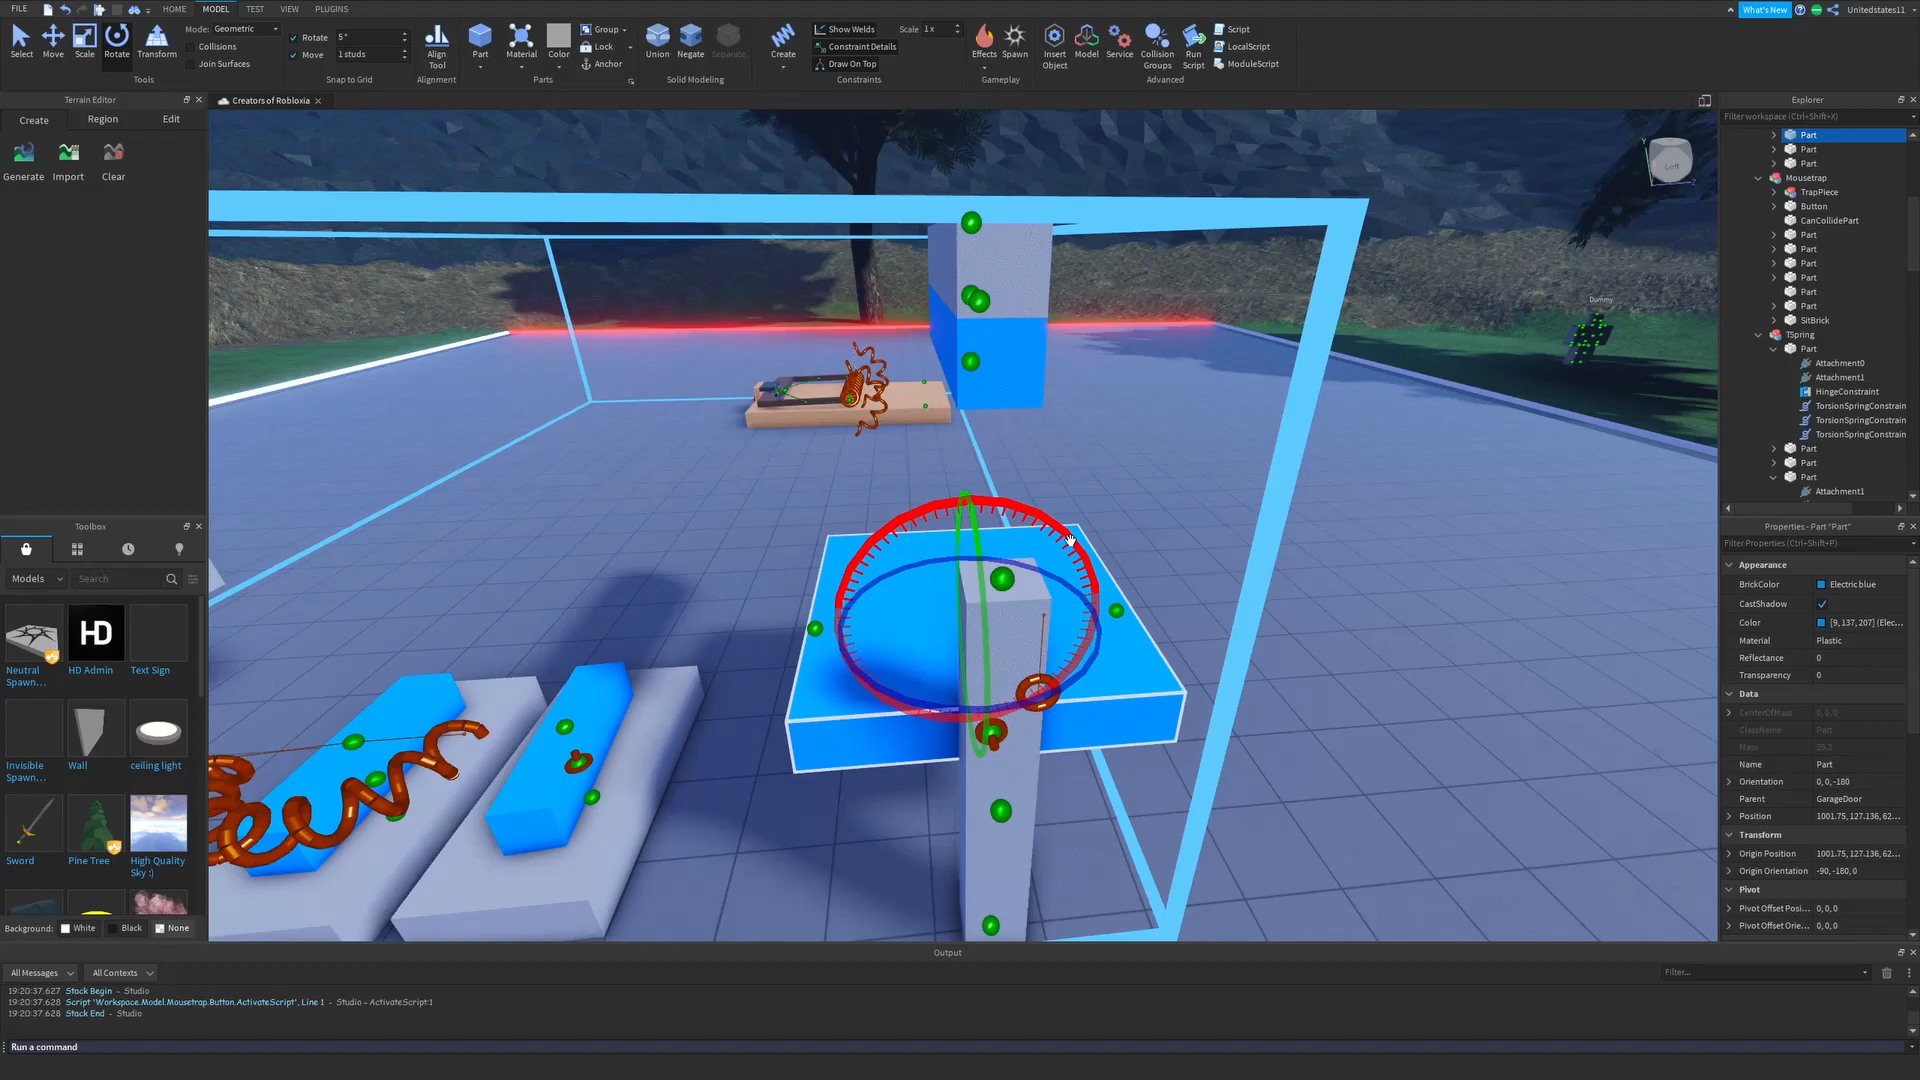 FILE HOME MODEL TEST VIEW PLUGINS What's New Unitedstates11
Select Move Scale Rotate Transform
Mode: Geometric
Collisions
Join Surfaces
Tools
Rotate 5°
Move 1 studs
Snap to Grid
Align Tool
Alignment
Part Material Color
Group
Lock
Anchor
Parts
Union Negate Separate
Solid Modeling
Create
Show Welds Scale 1 x
Constraint Details
Draw On Top
Constraints
Effects Spawn
Gameplay
Insert Object Model Service Collision Groups Run Script
Script
LocalScript
ModuleScript
Advanced
Terrain Editor
Create Region Edit
Generate Import Clear
Creators of Robloxia
Left
Y
Z
Dummy
Explorer
Filter workspace (Ctrl+Shift+X)
Part
Part
Part
Mousetrap
TrapPiece
Button
CanCollidePart
Part
Part
Part
Part
Part
Part
SitBrick
TSpring
Part
Attachment0
Attachment1
HingeConstraint
TorsionSpringConstrain
TorsionSpringConstrain
TorsionSpringConstrain
Part
Part
Part
Attachment1
Toolbox
Models Search
Neutral Spawn... HD Admin Text Sign
Invisible Spawn... Wall ceiling light
Sword Pine Tree High Quality Sky :)
HD
Background: White Black None
Properties - Part "Part"
Filter Properties (Ctrl+Shift+P)
Appearance
BrickColor Electric blue
CastShadow
Color [9, 137, 207] (Elec...
Material Plastic
Reflectance 0
Transparency 0
Data
CenterOfMass 0, 0, 0
ClassName Part
Mass 25.2
Name Part
Orientation 0, 0, -180
Parent GarageDoor
Position 1001.75, 127.136, 62...
Transform
Origin Position 1001.75, 127.136, 62...
Origin Orientation -90, -180, 0
Pivot
Pivot Offset Posi... 0, 0, 0
Pivot Offset Orie... 0, 0, 0
Output
All Messages All Contexts Filter...
19:20:37.627 Stack Begin - Studio
19:20:37.628 Script 'Workspace.Model.Mousetrap.Button.ActivateScript', Line 1 - Studio - ActivateScript:1
19:20:37.628 Stack End - Studio
Run a command